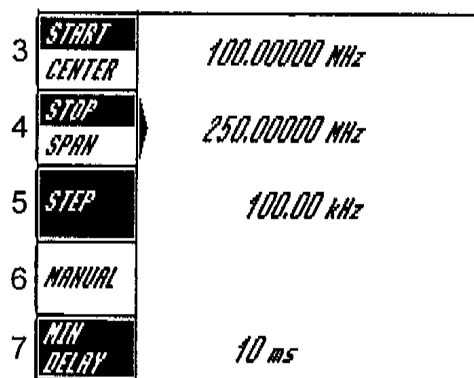 3 START 100.00000 MHz
CENTER
4 STOP 250.00000 MHz
SPAN
5 STEP 100.00 kHz
6 MANUAL
7 MIN
DELAY 10 ms